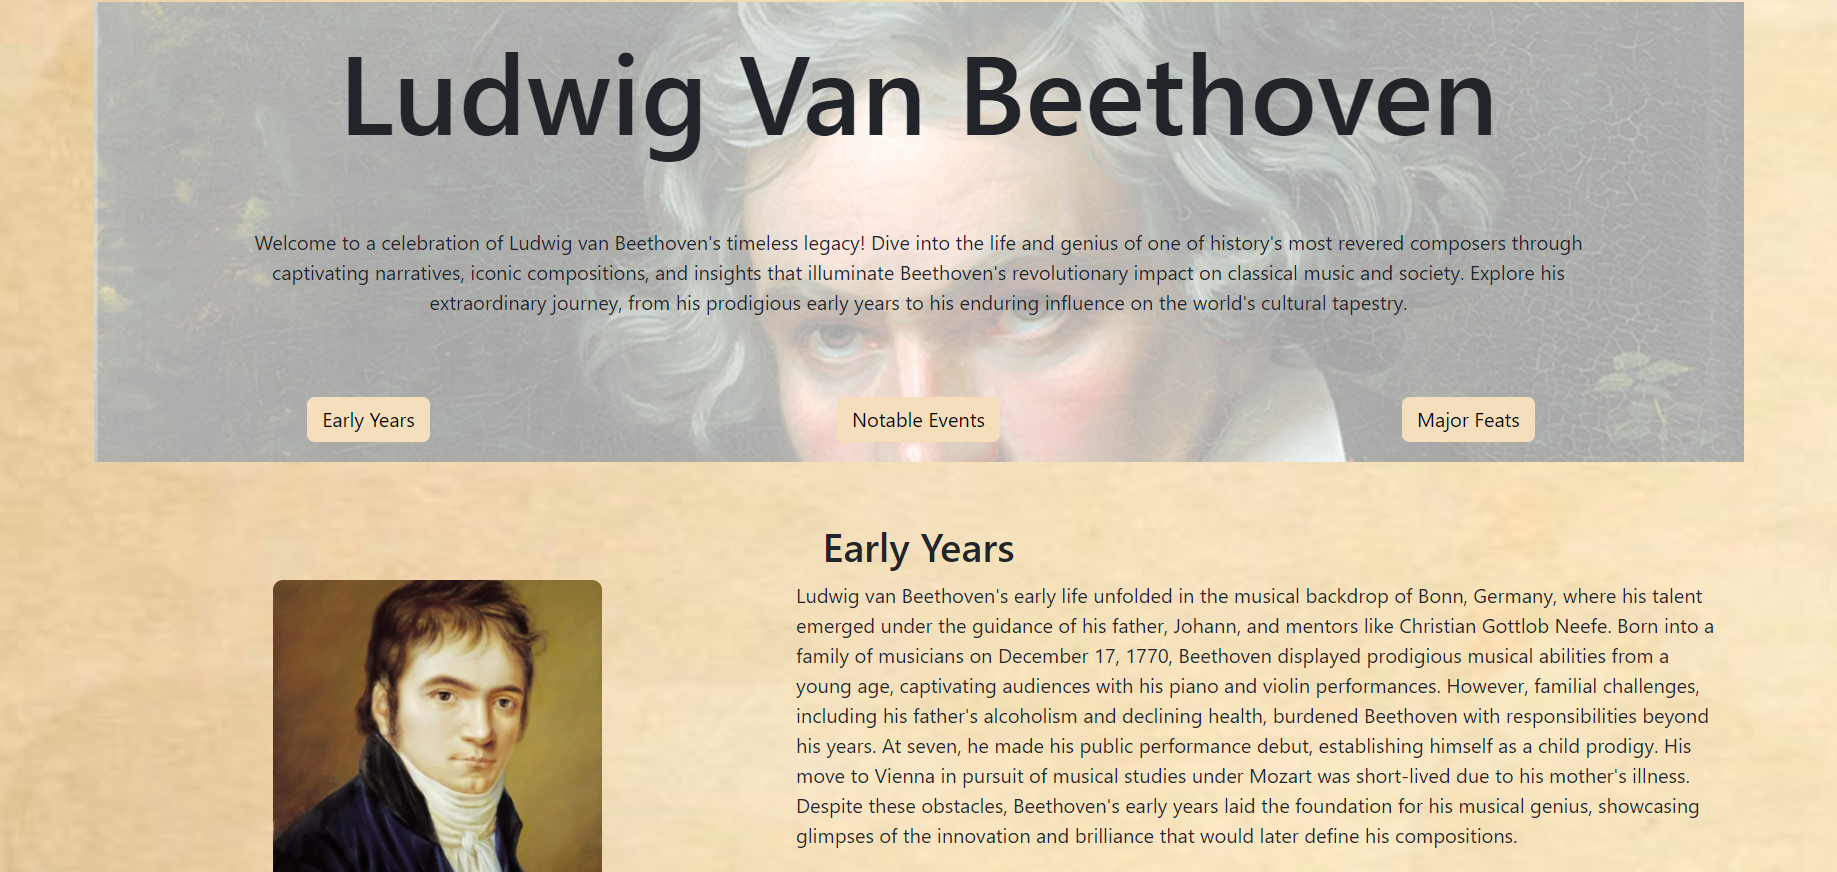 Ludwig Van Beethoven
Welcome to a celebration of Ludwig van Beethoven's timeless legacy! Dive into the life and genius of one of history's most revered composers through
captivating narratives, iconic compositions, and insights that illuminate Beethoven's revolutionary impact on classical music and society. Explore his
extraordinary journey, from his prodigious early years to his enduring influence on the world's cultural tapestry.
Early Years
Notable Events
Major Feats
Early Years
Ludwig van Beethoven's early life unfolded in the musical backdrop of Bonn, Germany, where his talent
emerged under the guidance of his father, Johann, and mentors like Christian Gottlob Neefe. Born into a
family of musicians on December 17, 1770, Beethoven displayed prodigious musical abilities from a
young age, captivating audiences with his piano and violin performances. However, familial challenges,
including his father's alcoholism and declining health, burdened Beethoven with responsibilities beyond
his years. At seven, he made his public performance debut, establishing himself as a child prodigy. His
move to Vienna in pursuit of musical studies under Mozart was short-lived due to his mother's illness.
Despite these obstacles, Beethoven's early years laid the foundation for his musical genius, showcasing
glimpses of the innovation and brilliance that would later define his compositions.